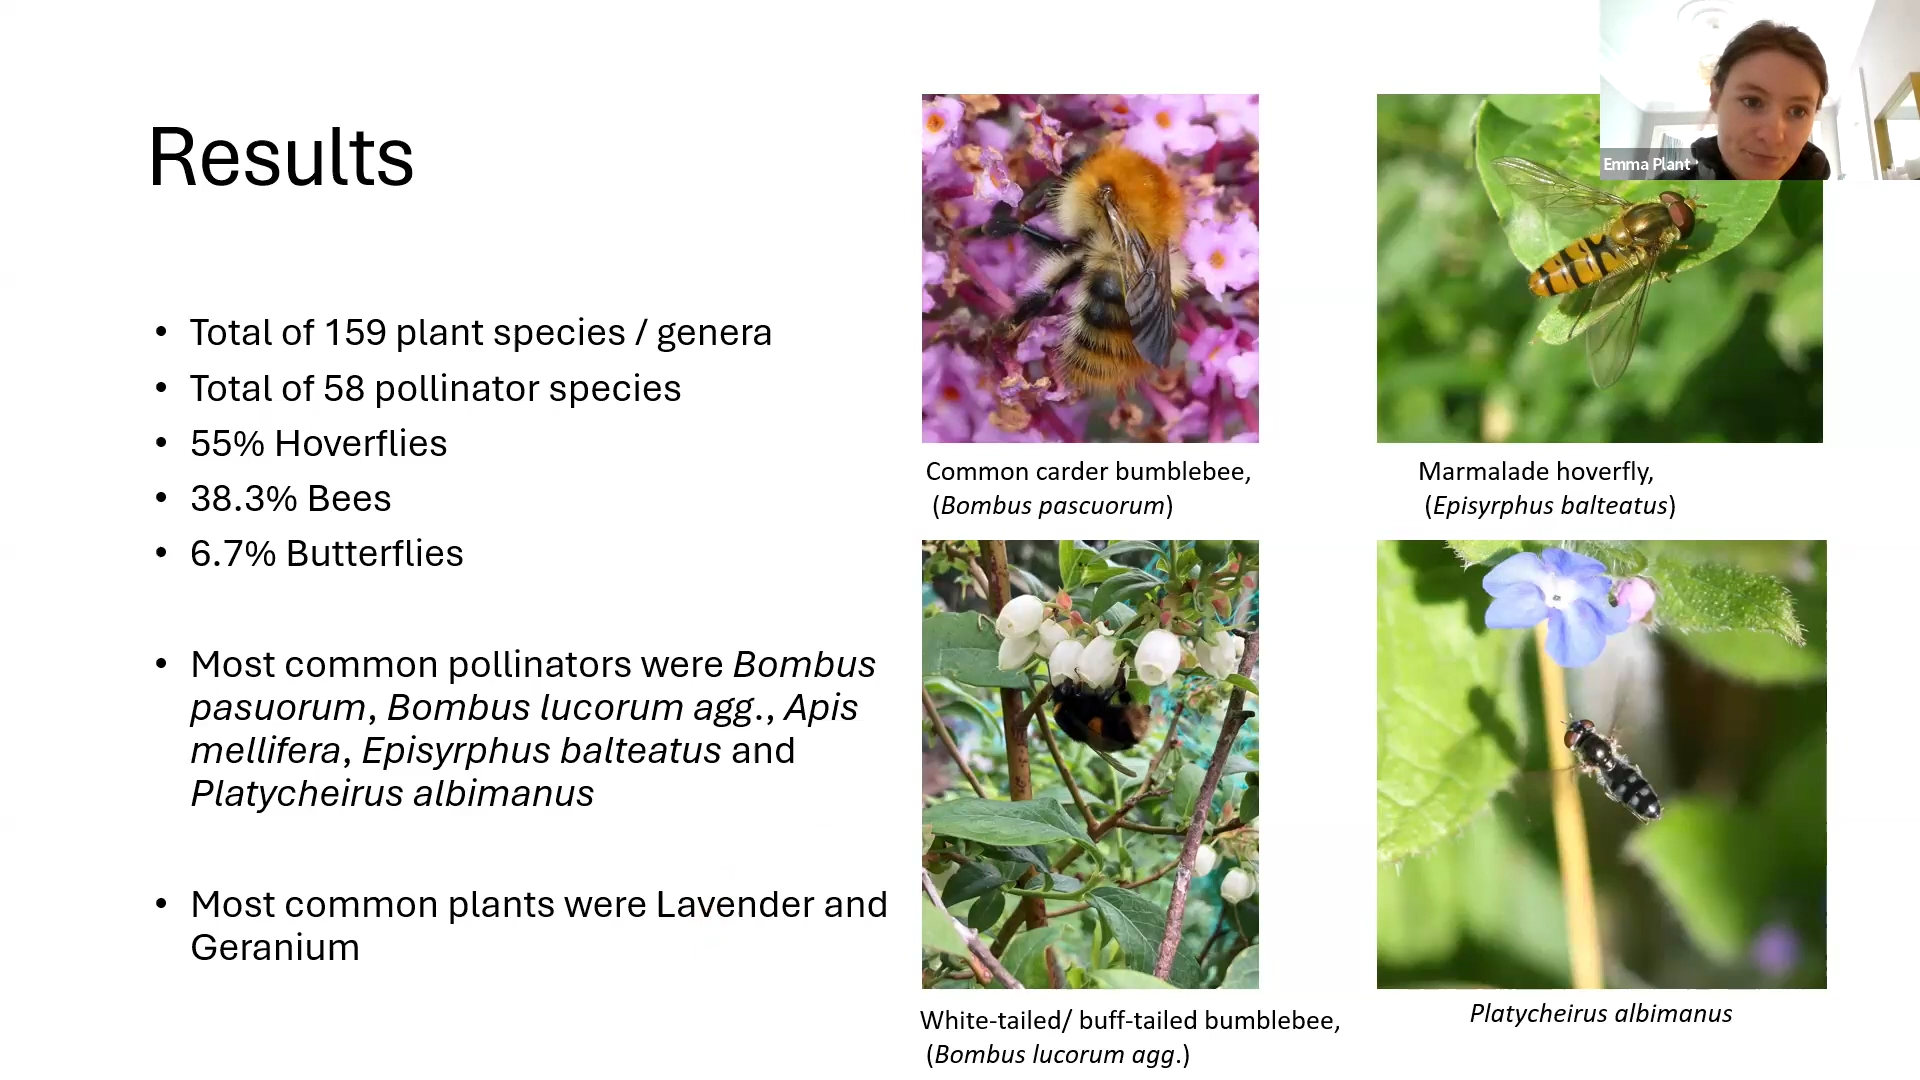 Results
• Total of 159 plant species / genera
• Total of 58 pollinator species
• 55% Hoverflies
• 38.3% Bees
• 6.7% Butterflies
• Most common pollinators were Bombus
pasuorum, Bombus lucorum agg., Apis
mellifera, Episyrphus balteatus and
Platycheirus albimanus
• Most common plants were Lavender and
Geranium
Emma Plant
Common carder bumblebee,
(Bombus pascuorum)
Marmalade hoverfly,
(Episyrphus balteatus)
White-tailed/ buff-tailed bumblebee,
(Bombus lucorum agg.)
Platycheirus albimanus